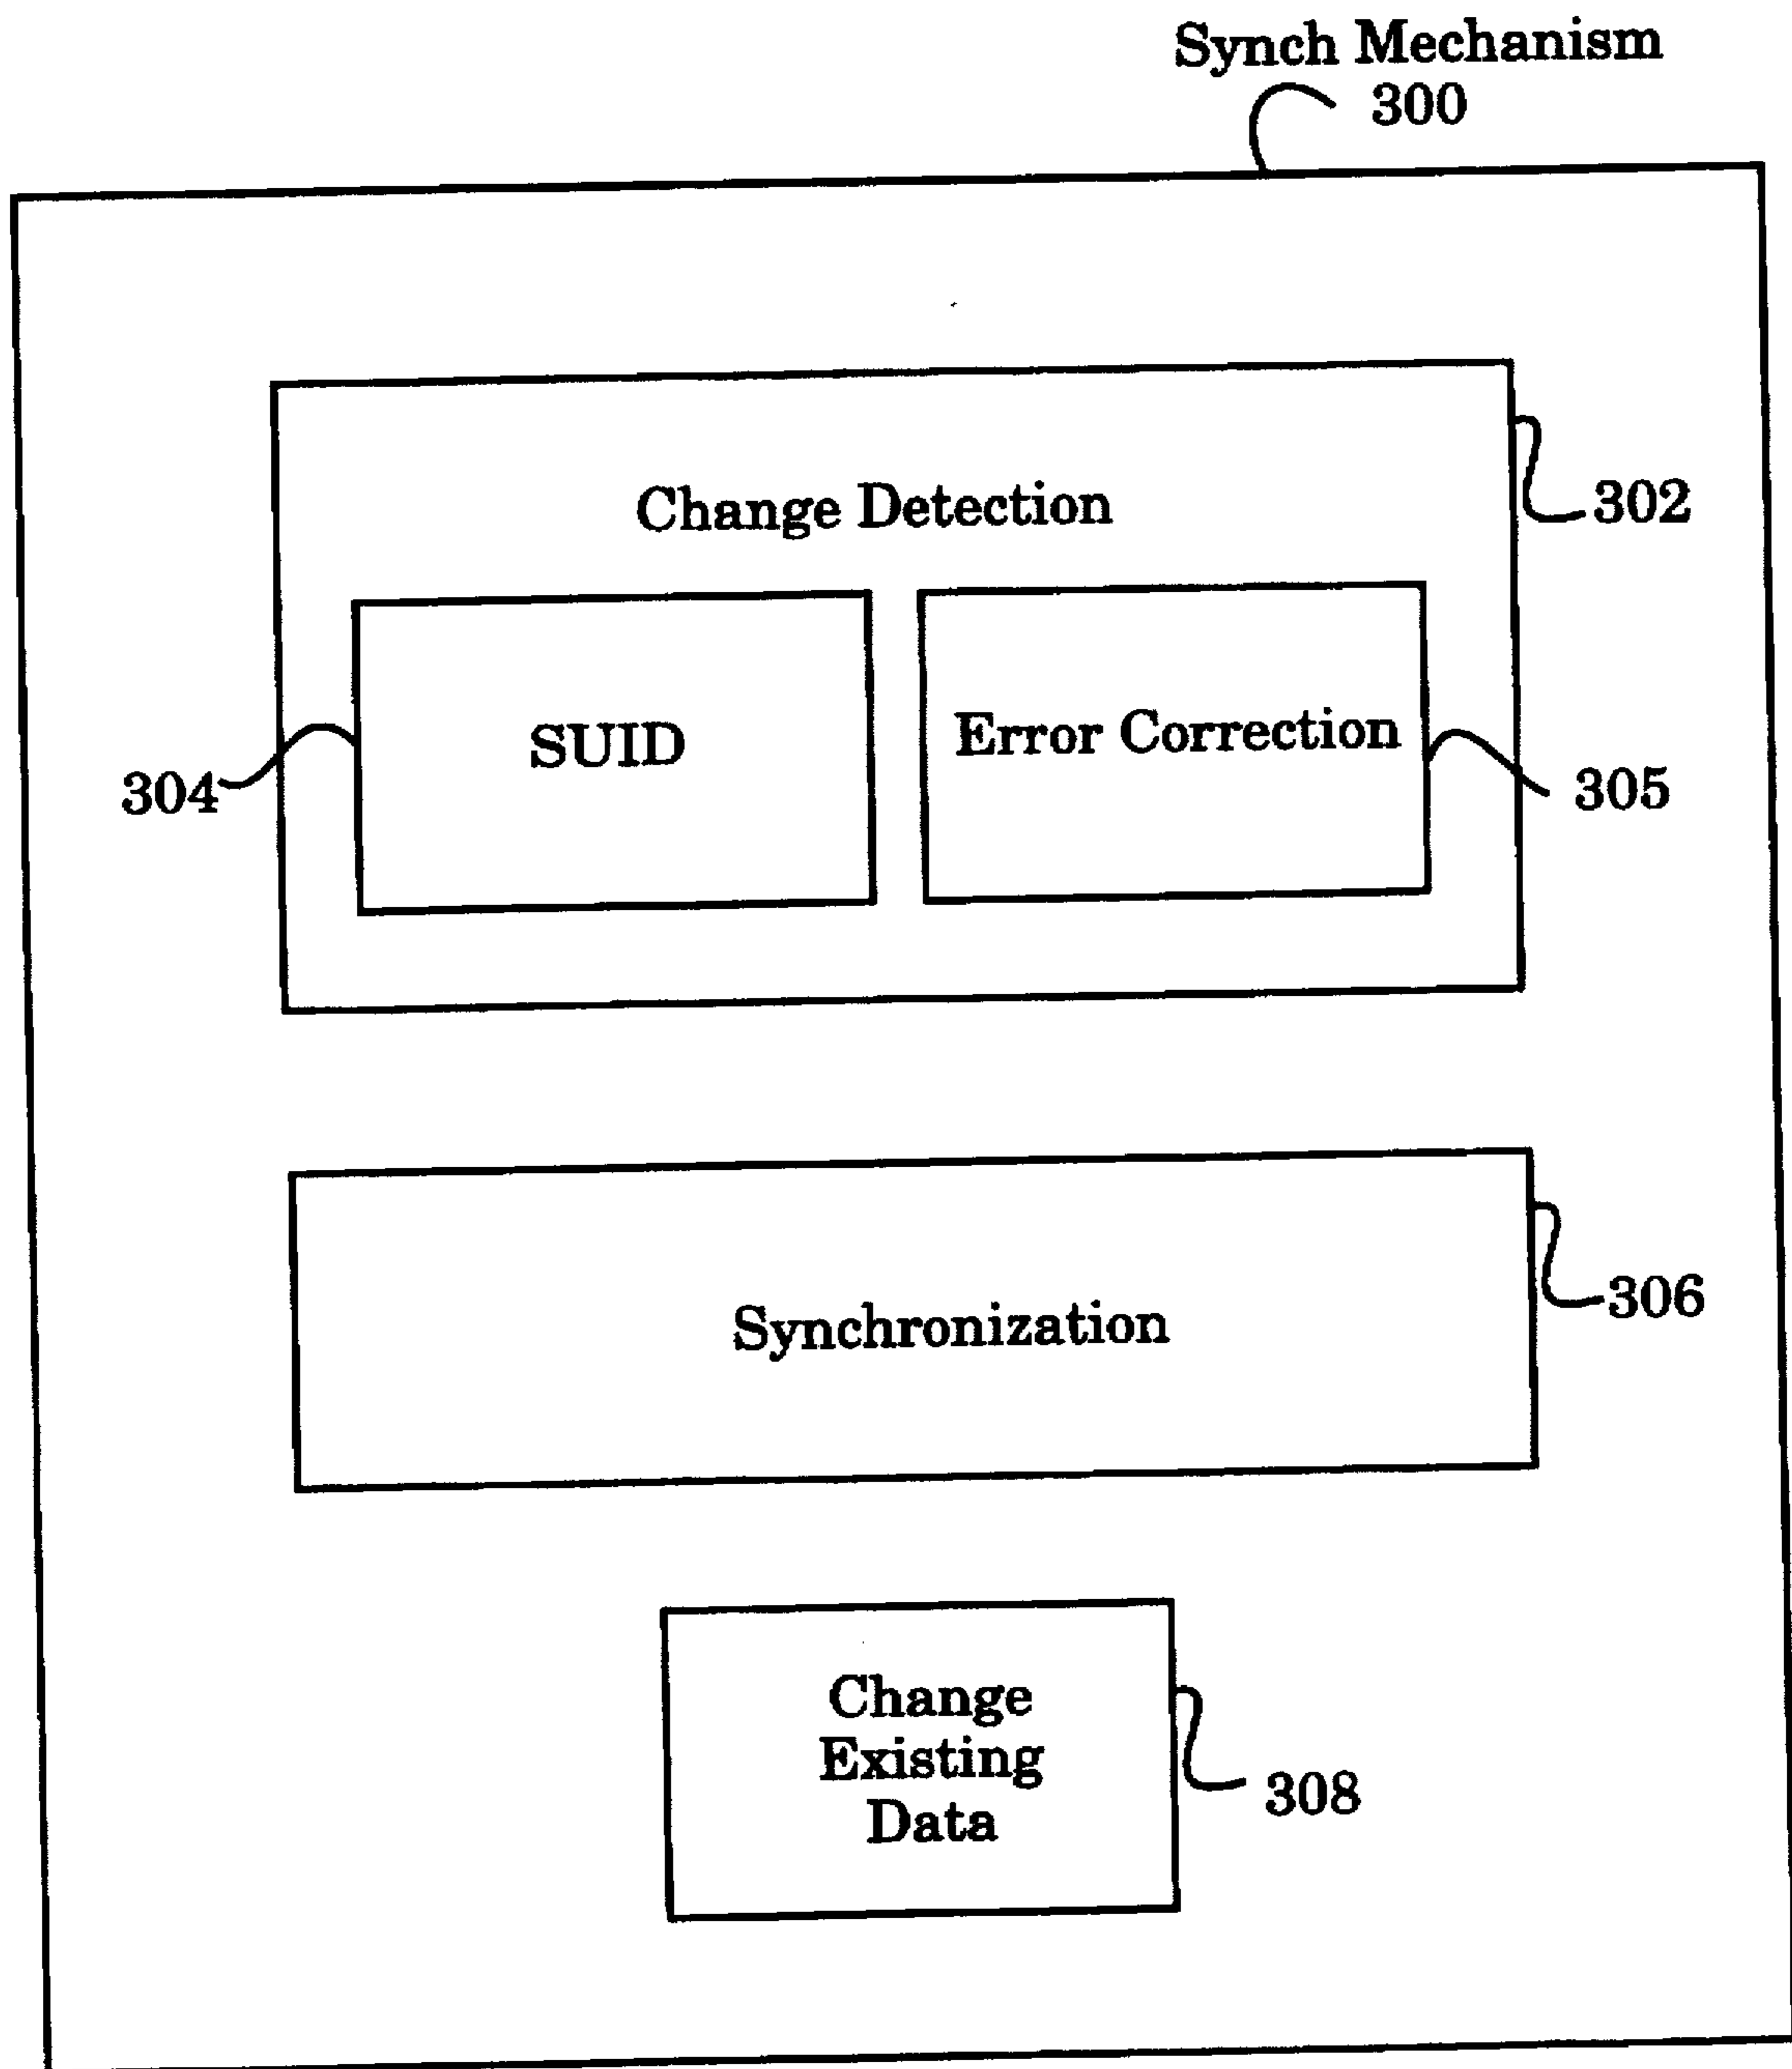 Synch Mechanism
300
Change Detection
302
SUID
Error Correction
304
305
Synchronization
306
Change
Existing
Data
308